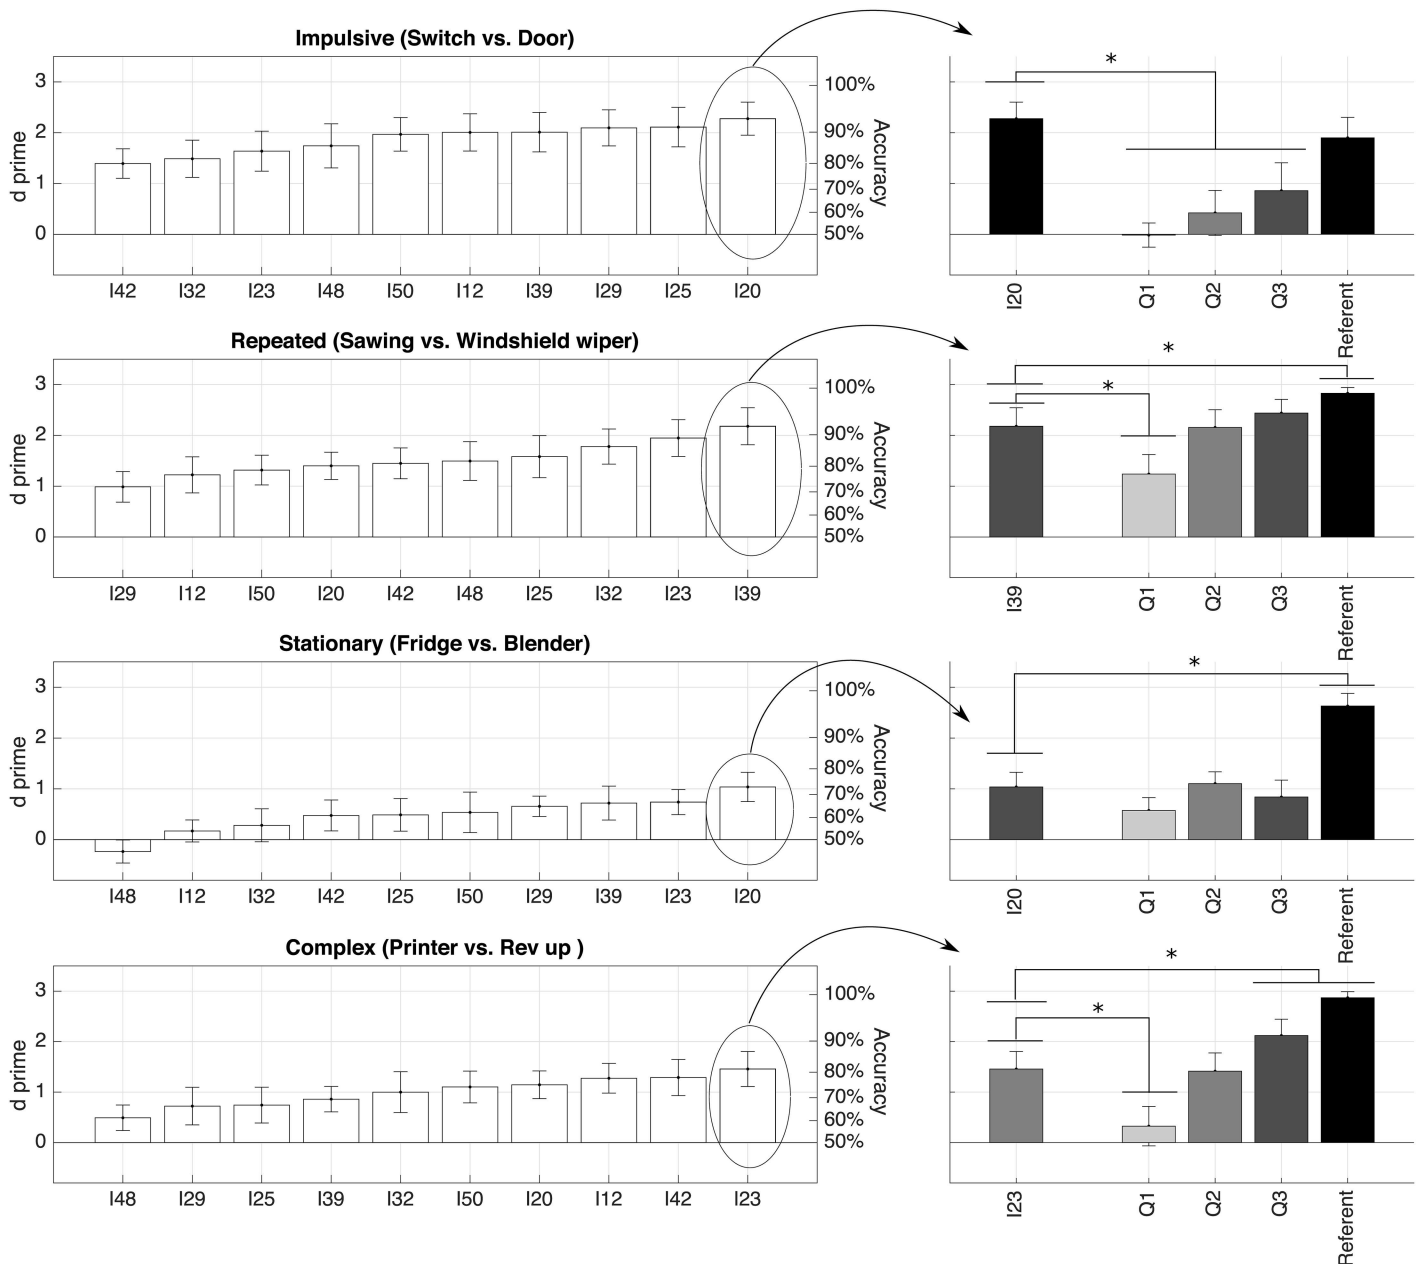 Impulsive (Switch vs. Door)
d prime
3
2
1
0
100%
90%
80%
70%
60%
50%
Accuracy
I42 I32 I23 I48 I50 I12 I39 I29 I25 I20
*
I20 Q1 Q2 Q3 Referent
Repeated (Sawing vs. Windshield wiper)
d prime
3
2
1
0
100%
90%
80%
70%
60%
50%
Accuracy
I29 I12 I50 I20 I42 I48 I25 I32 I23 I39
*
*
I39 Q1 Q2 Q3 Referent
Stationary (Fridge vs. Blender)
d prime
3
2
1
0
100%
90%
80%
70%
60%
50%
Accuracy
I48 I12 I32 I42 I25 I50 I29 I39 I23 I20
*
I20 Q1 Q2 Q3 Referent
Complex (Printer vs. Rev up )
d prime
3
2
1
0
100%
90%
80%
70%
60%
50%
Accuracy
I48 I29 I25 I39 I32 I50 I20 I12 I42 I23
*
*
I23 Q1 Q2 Q3 Referent